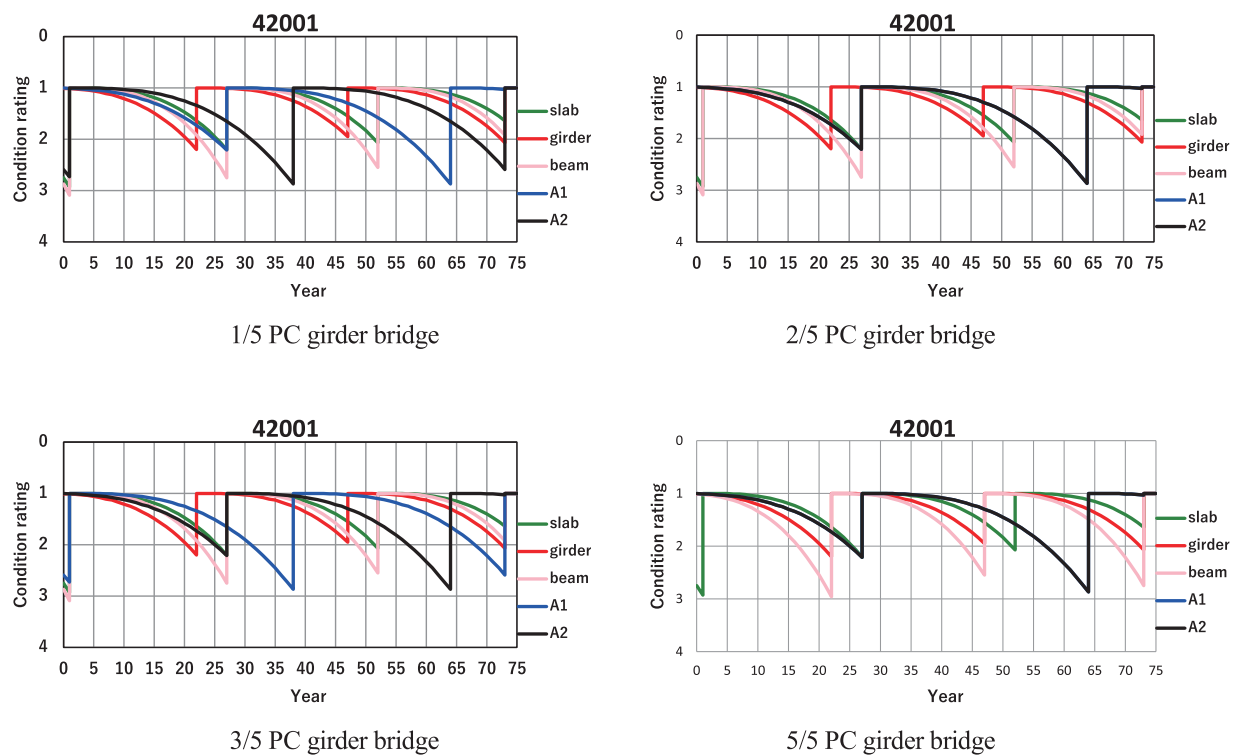 42001
Condition rating
0
1
2
3
4
0 5 10 15 20 25 30 35 40 45 50 55 60 65 70 75
Year
slab
girder
beam
A1
A2
1/5 PC girder bridge
42001
Condition rating
0
1
2
3
4
0 5 10 15 20 25 30 35 40 45 50 55 60 65 70 75
Year
slab
girder
beam
A1
A2
2/5 PC girder bridge
42001
Condition rating
0
1
2
3
4
0 5 10 15 20 25 30 35 40 45 50 55 60 65 70 75
Year
slab
girder
beam
A1
A2
3/5 PC girder bridge
42001
Condition rating
0
1
2
3
4
0 5 10 15 20 25 30 35 40 45 50 55 60 65 70 75
Year
slab
girder
beam
A1
A2
5/5 PC girder bridge